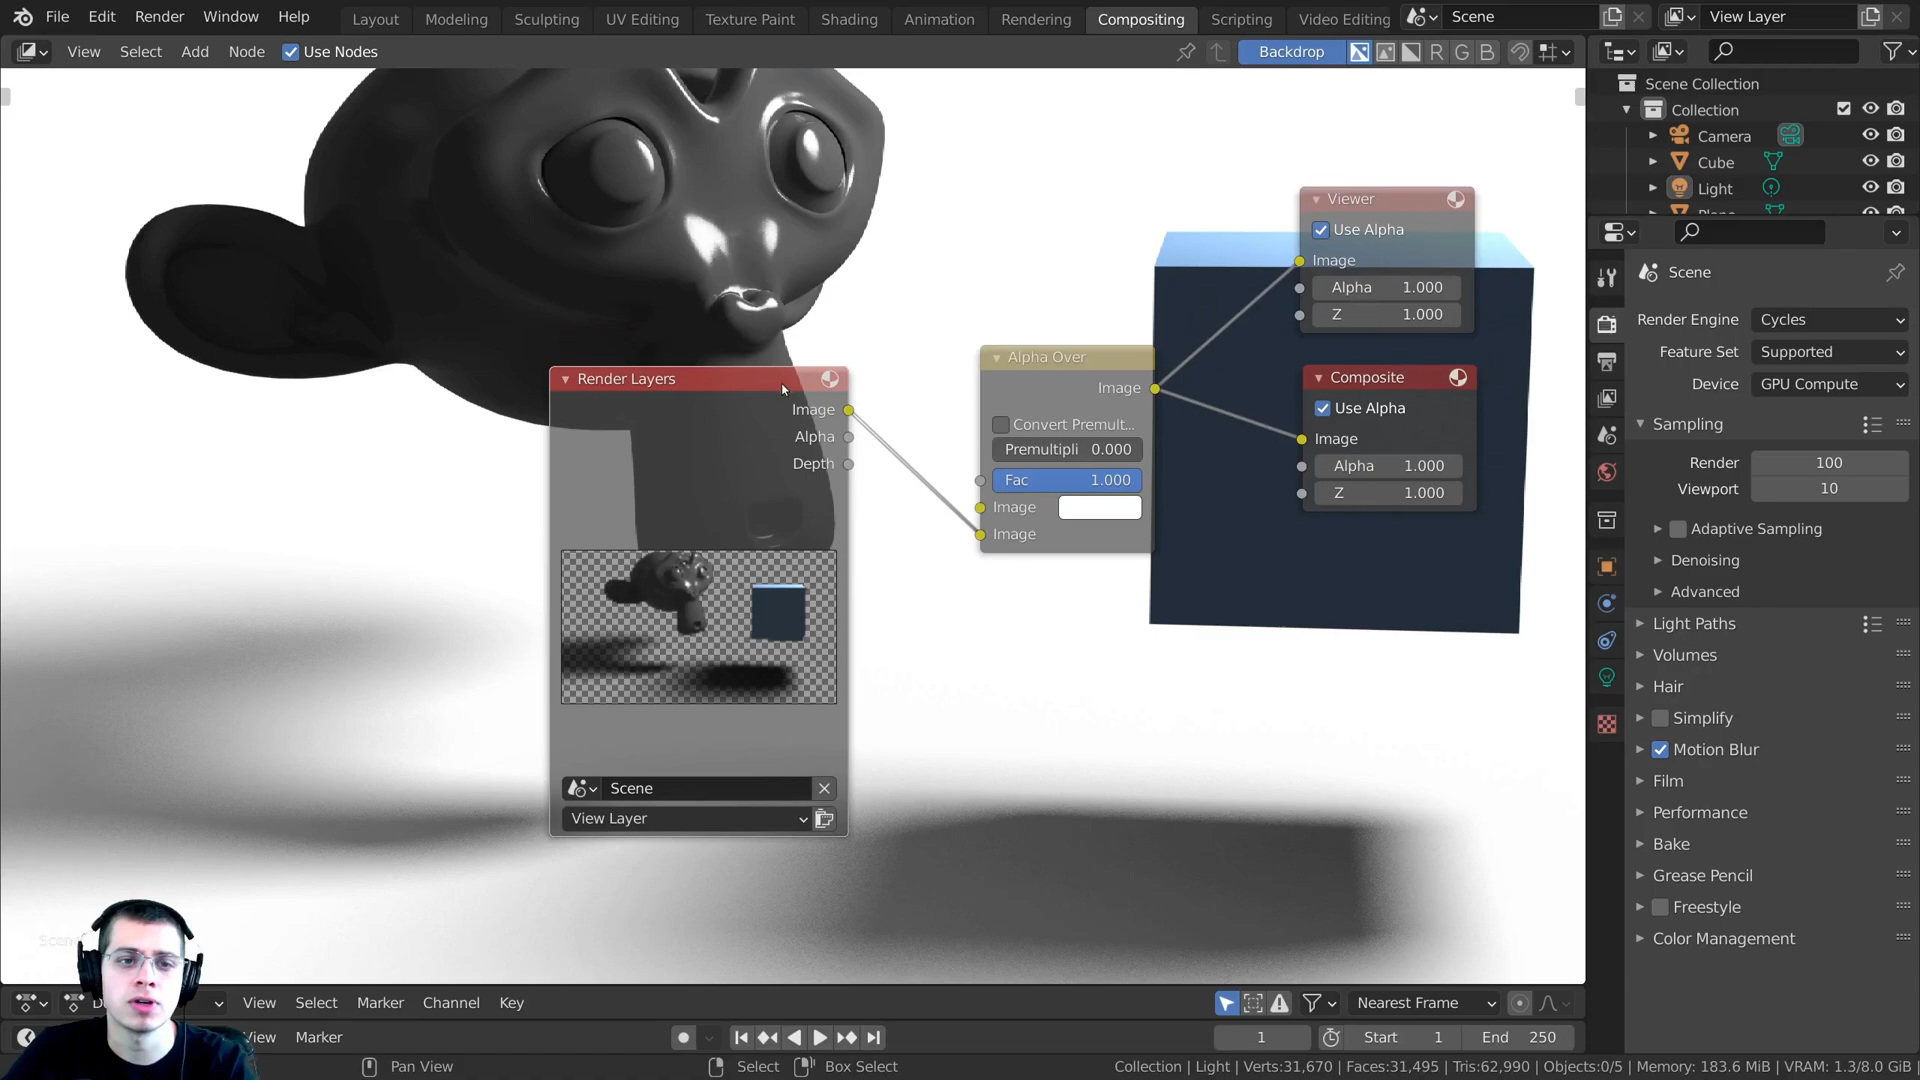 File Edit Render Window Help Layout Modeling Sculpting UV Editing Texture Paint Shading Animation Rendering Compositing Scripting Video Editing Scene View Layer
View Select Add Node Use Nodes Backdrop R G B
Scene Collection
Collection
Camera
Cube
Light
Scene
Render Engine Cycles
Feature Set Supported
Device GPU Compute
Sampling
Render 100
Viewport 10
Adaptive Sampling
Denoising
Advanced
Light Paths
Volumes
Hair
Simplify
Motion Blur
Film
Performance
Bake
Grease Pencil
Freestyle
Color Management
Viewer
Use Alpha
Image
Alpha 1.000
Z 1.000
Alpha Over
Image
Convert Premult...
Premultipli 0.000
Fac 1.000
Image
Image
Composite
Use Alpha
Image
Alpha 1.000
Z 1.000
Render Layers
Image
Alpha
Depth
Scene
View Layer
View Select Marker Channel Key Nearest Frame
View Marker 1 Start 1 End 250
Pan View Select Box Select Collection | Light | Verts:31,670 | Faces:31,495 | Tris:62,990 | Objects:0/5 | Memory: 183.6 MiB | VRAM: 1.3/8.0 GiB